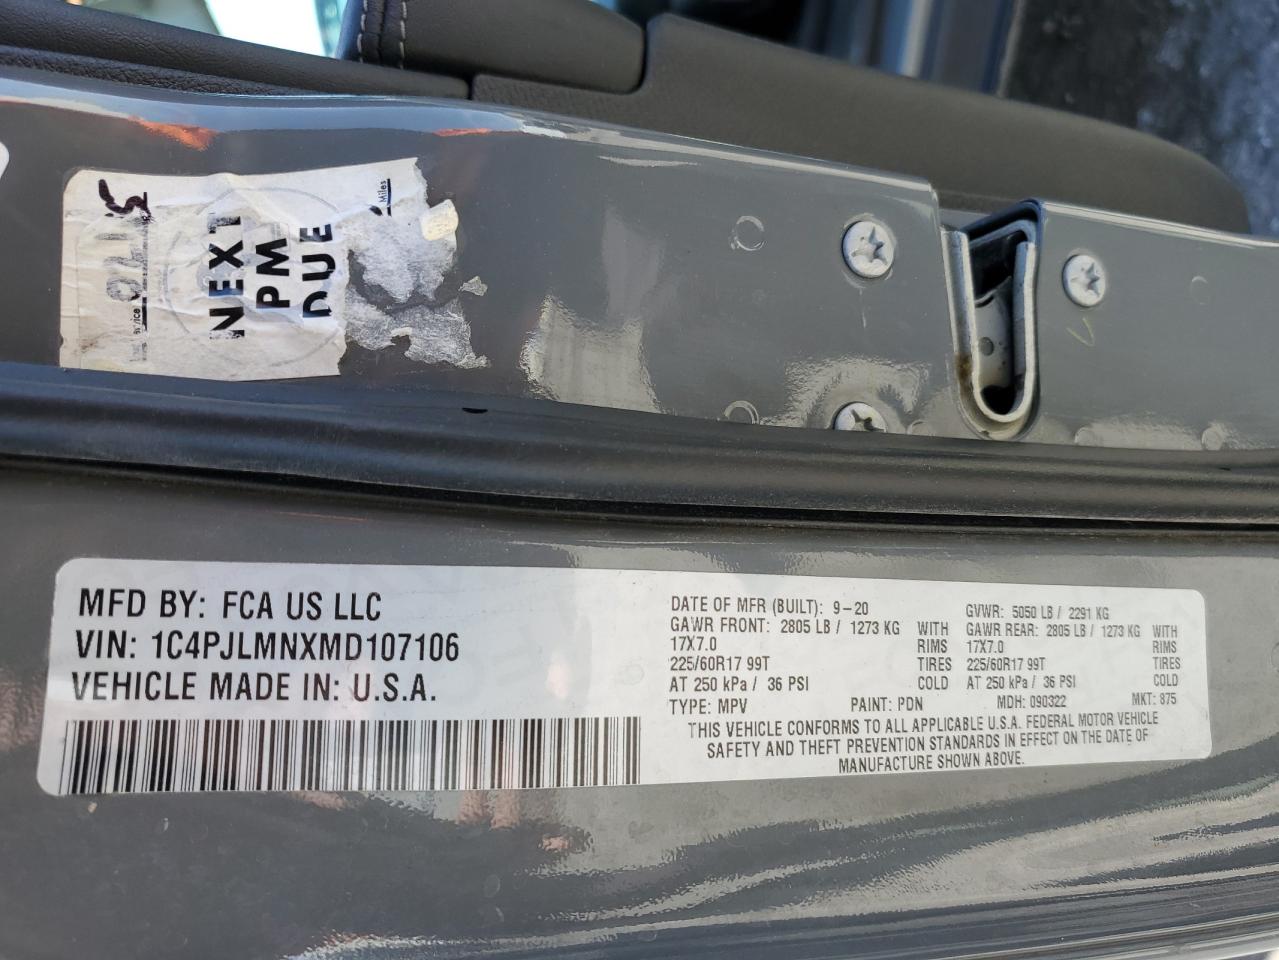 NEXT
PM
DUE
Miles
MFD BY: FCA US LLC
VIN: 1C4PJLMNXMD107106
VEHICLE MADE IN: U.S.A.
DATE OF MFR (BUILT): 9-20 GVWR: 5050 LB / 2291 KG
GAWR FRONT: 2805 LB / 1273 KG WITH GAWR REAR: 2805 LB / 1273 KG WITH
17X7.0 RIMS 17X7.0 RIMS
225/60R17 99T TIRES 225/60R17 99T TIRES
AT 250 kPa / 36 PSI COLD AT 250 kPa / 36 PSI COLD
TYPE: MPV PAINT: PDN MDH: 090322 MKT: 875
THIS VEHICLE CONFORMS TO ALL APPLICABLE U.S.A. FEDERAL MOTOR VEHICLE
SAFETY AND THEFT PREVENTION STANDARDS IN EFFECT ON THE DATE OF
MANUFACTURE SHOWN ABOVE.